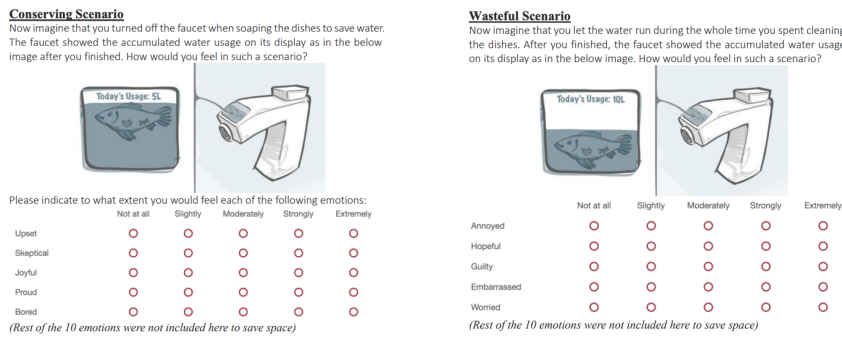 Conserving Scenario
Now imagine that you turned off the faucet when soaping the dishes to save water.
The faucet showed the accumulated water usage on its display as in the below
image after you finished. How would you feel in such a scenario?
Today's Usage: 5L
Please indicate to what extent you would feel each of the following emotions:
Not at all Slightly Moderately Strongly Extremely
Upset
Skeptical
Joyful
Proud
Bored
(Rest of the 10 emotions were not included here to save space)
Wasteful Scenario
Now imagine that you let the water run during the whole time you spent cleaning
the dishes. After you finished, the faucet showed the accumulated water usage
on its display as in the below image. How would you feel in such a scenario?
Today's Usage: 10L
Not at all Slightly Moderately Strongly Extremely
Annoyed
Hopeful
Guilty
Embarrassed
Worried
(Rest of the 10 emotions were not included here to save space)